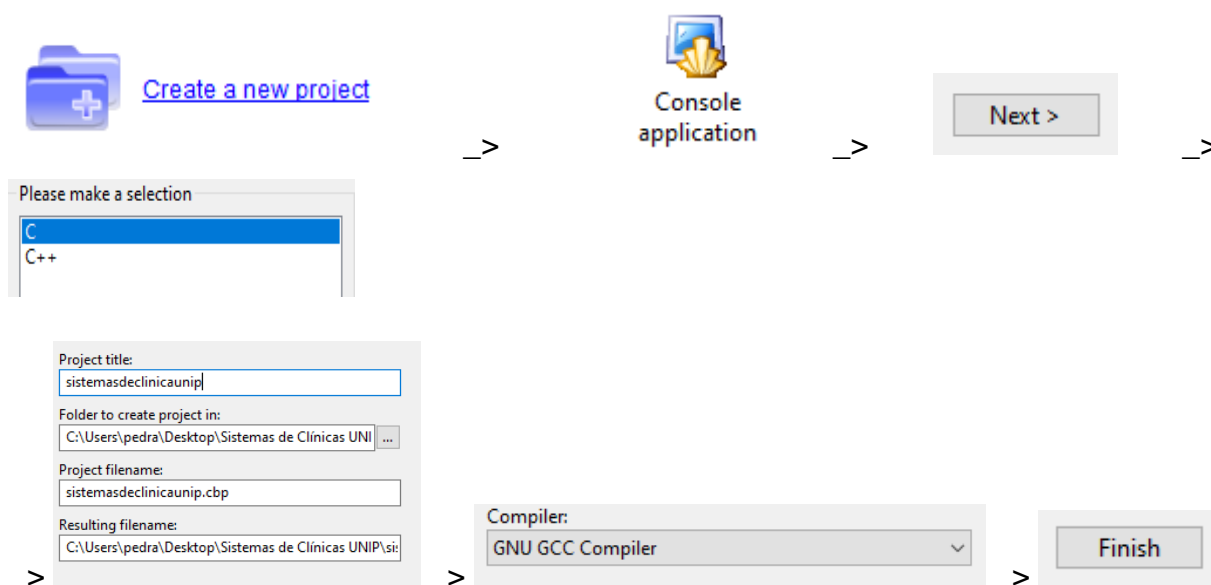 Create a new project
_>
Console
application
_>
Next >
_>
Please make a selection
C
C++
Project title:
sistemasdeclinicaunip
Folder to create project in:
C:\Users\pedra\Desktop\Sistemas de Clínicas UNI ...
Project filename:
sistemasdeclinicaunip.cbp
Resulting filename:
C:\Users\pedra\Desktop\Sistemas de Clínicas UNIP\si
>
>
Compiler:
GNU GCC Compiler
>
Finish